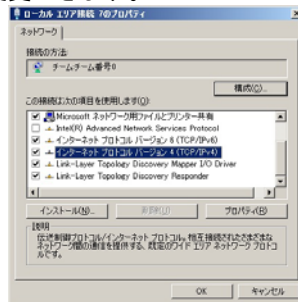 ローカル エリア接続 7のプロパティ
ネットワーク
接続の方法:
チームチーム番号0
構成(C)...
この接続は次の項目を使用します(O):
Microsoft ネットワーク用ファイルとプリンター共有
Intel(R) Advanced Network Services Protocol
インターネット プロトコル バージョン 6 (TCP/IPv6)
インターネット プロトコル バージョン 4 (TCP/IPv4)
Link-Layer Topology Discovery Mapper I/O Driver
Link-Layer Topology Discovery Responder
インストール(N)...
削除(U)
プロパティ(R)
説明
伝送制御プロトコル/インターネット プロトコル。相互接続されたさまざまな
ネットワーク間の通信を提供する、既定のワイド エリア ネットワーク プロトコ
ルです。
OK
キャンセル